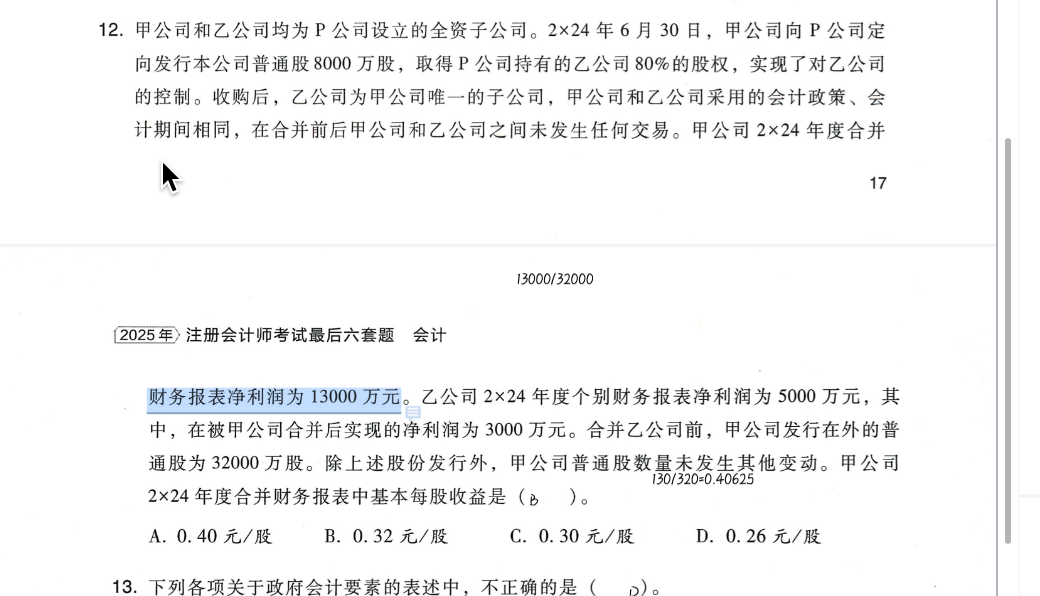 12. 甲公司和乙公司均为 P 公司设立的全资子公司。2×24 年 6 月 30 日，甲公司向 P 公司定
向发行本公司普通股 8000 万股，取得 P 公司持有的乙公司 80%的股权，实现了对乙公司
的控制。收购后，乙公司为甲公司唯一的子公司，甲公司和乙公司采用的会计政策、会
计期间相同，在合并前后甲公司和乙公司之间未发生任何交易。甲公司 2×24 年度合并
17
13000/32000
2025 年 注册会计师考试最后六套题 会计
财务报表净利润为 13000 万元。乙公司 2×24 年度个别财务报表净利润为 5000 万元，其
中，在被甲公司合并后实现的净利润为 3000 万元。合并乙公司前，甲公司发行在外的普
通股为 32000 万股。除上述股份发行外，甲公司普通股数量未发生其他变动。甲公司
130/320=0.40625
2×24 年度合并财务报表中基本每股收益是（ B ）。
A. 0. 40 元/股 B. 0. 32 元/股 C. 0. 30 元/股 D. 0. 26 元/股
13. 下列各项关于政府会计要素的表述中，不正确的是（ D ）。